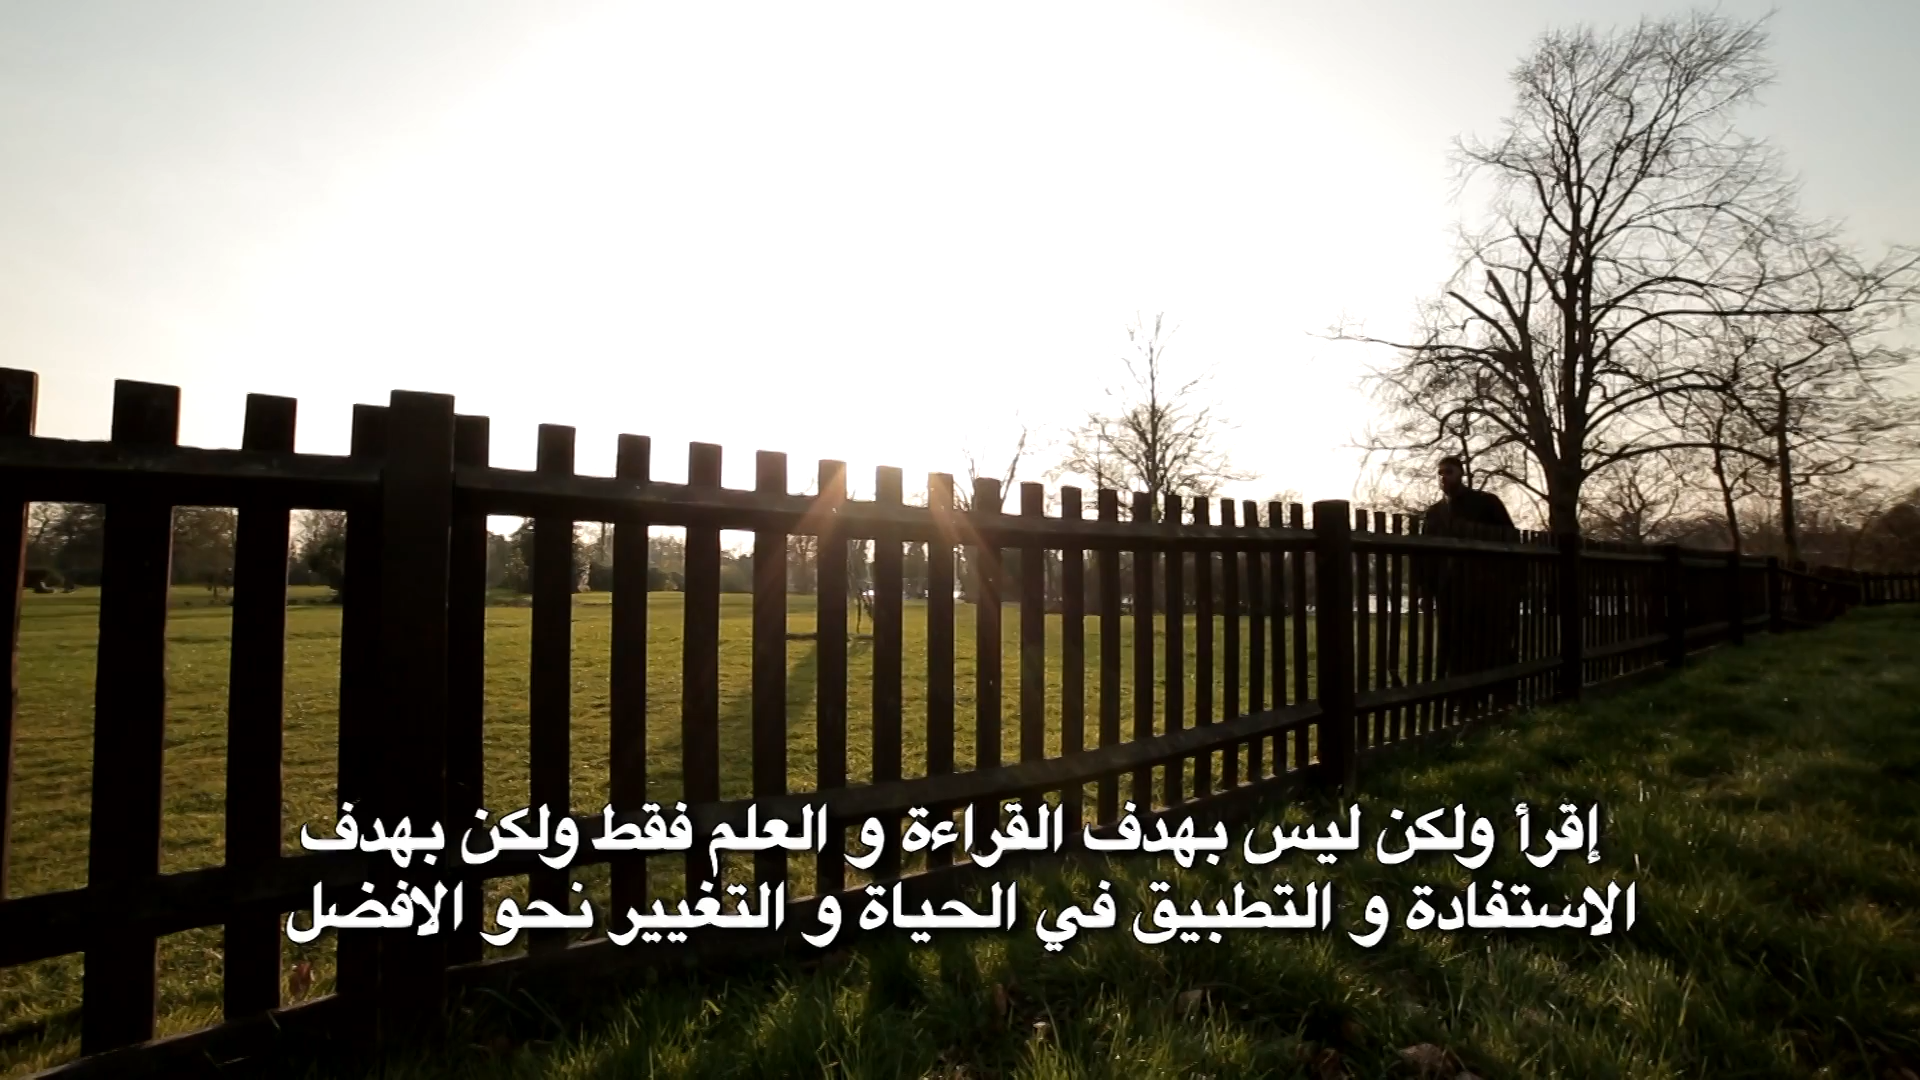 إقرأ ولكن ليس بهدف القراءة و العلم فقط ولكن بهدف
الاستفادة و التطبيق في الحياة و التغيير نحو الافضل